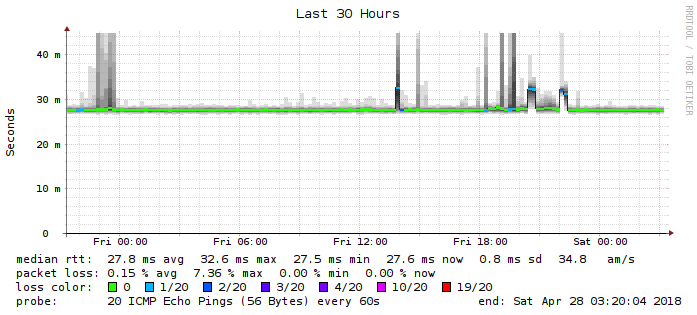 Last 30 Hours
RRDTOOL / TOBI OETIKER
Seconds
40 m
30 m
20 m
10 m
0
Fri 00:00 Fri 06:00 Fri 12:00 Fri 18:00 Sat 00:00
median rtt: 27.8 ms avg 32.6 ms max 27.5 ms min 27.6 ms now 0.8 ms sd 34.8 am/s
packet loss: 0.15 % avg 7.36 % max 0.00 % min 0.00 % now
loss color: 0 1/20 2/20 3/20 4/20 10/20 19/20
probe: 20 ICMP Echo Pings (56 Bytes) every 60s end: Sat Apr 28 03:20:04 2018